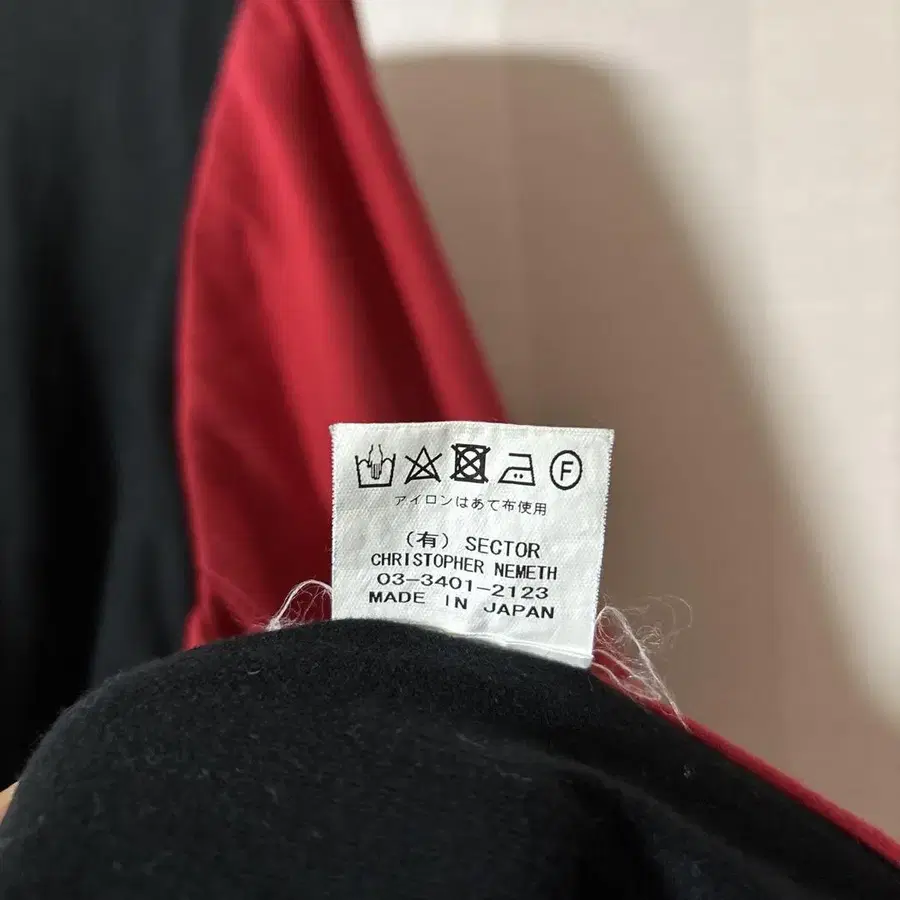 F
アイロンはあて布使用
(有) SECTOR
CHRISTOPHER NEMETH
03-3401-2123
MADE IN JAPAN